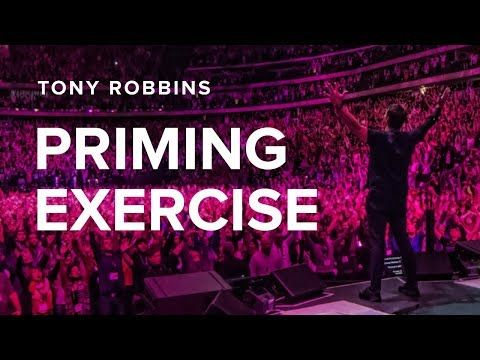 TONY ROBBINS
PRIMING
EXERCISE